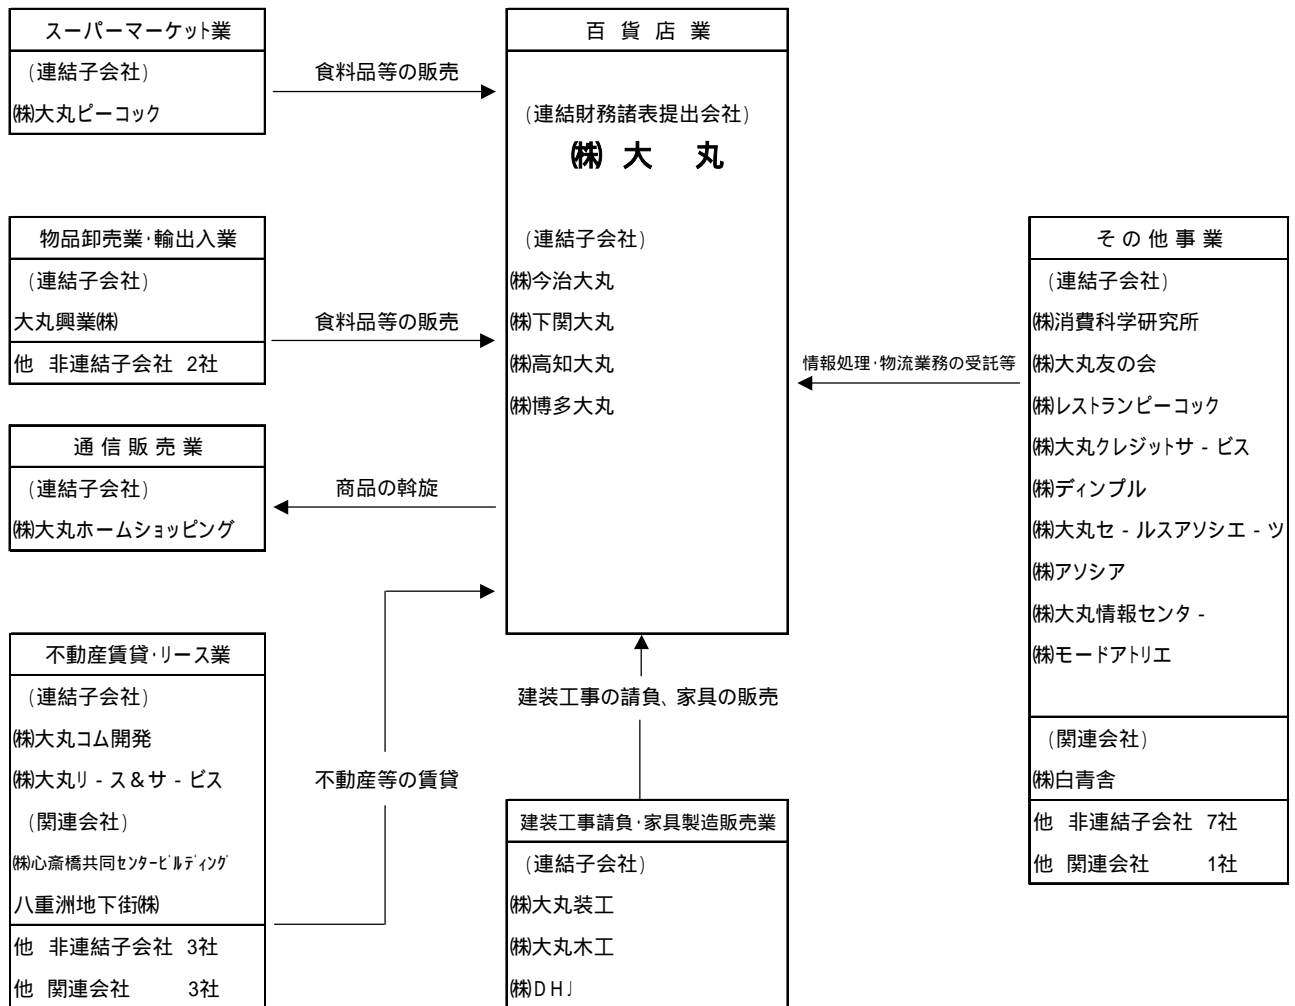 スーパーマーケット業
(連結子会社)
㈱大丸ピーコック
食料品等の販売
物品卸売業・輸出入業
(連結子会社)
大丸興業㈱
他 非連結子会社 2社
食料品等の販売
通信販売業
(連結子会社)
㈱大丸ホームショッピング
商品の斡旋
不動産賃貸・リース業
(連結子会社)
㈱大丸コム開発
㈱大丸リ-ス&サ-ビス
(関連会社)
㈱心斎橋共同センタービルディング
八重洲地下街㈱
他 非連結子会社 3社
他 関連会社 3社
不動産等の賃貸
百貨店業
(連結財務諸表提出会社)
㈱大 丸
(連結子会社)
㈱今治大丸
㈱下関大丸
㈱高知大丸
㈱博多大丸
建装工事の請負、家具の販売
建装工事請負・家具製造販売業
(連結子会社)
㈱大丸装工
㈱大丸木工
㈱DHJ
情報処理・物流業務の受託等
その他事業
(連結子会社)
㈱消費科学研究所
㈱大丸友の会
㈱レストランピーコック
㈱大丸クレジットサ-ビス
㈱ディンプル
㈱大丸セ-ルスアソシエ-ツ
㈱アソシア
㈱大丸情報センタ-
㈱モードアトリエ
(関連会社)
㈱白青舎
他 非連結子会社 7社
他 関連会社 1社